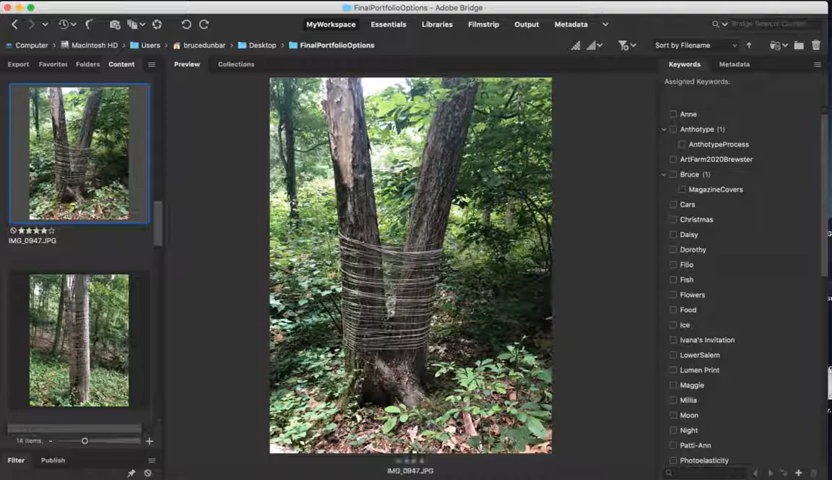 FinalPortfolioOptions - Adobe Bridge
MyWorkspace Essentials Libraries Filmstrip Output Metadata
Computer Macintosh HD Users brucedunbar Desktop FinalPortfolioOptions Sort by Filename
Export Favorites Folders Content
Preview Collections
Keywords Metadata
Assigned Keywords.
Anne
Anthotype (1)
AnthotypeProcess
ArtFarm2020Brewster
Bruce (1)
MagazineCovers
Cars
Christmas
Daisy
Dorothy
Filio
Fish
Flowers
Food
Ice
Ivana's Invitation
LowerSalem
Lumen Print
Maggie
Millia
Moon
Night
Patti-Ann
Photoelasticity
IMG_0947.JPG
14 items,
Filter Publish
IMG_0947.JPG